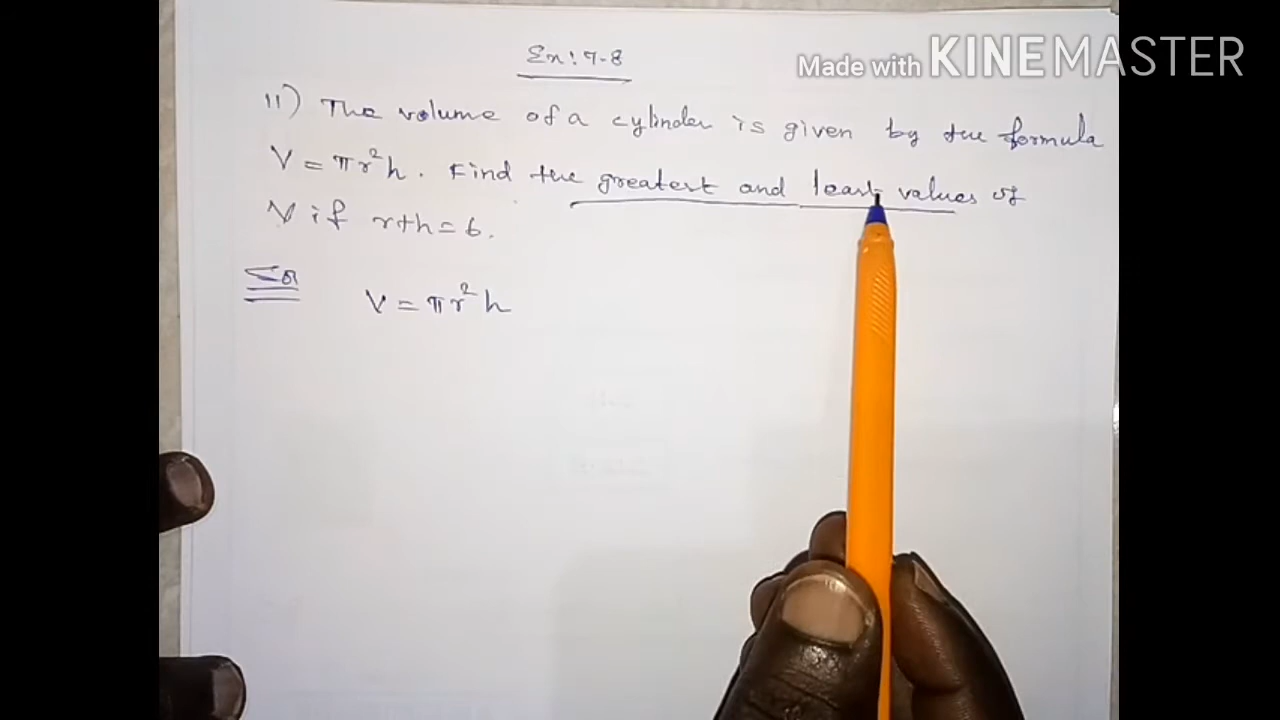 Ex: 7.8
Made with KINEMASTER
11) The volume of a cylinder is given by the formula
V = πr²h. Find the greatest and least values of
V if r+h = 6.
Sol
V = πr²h